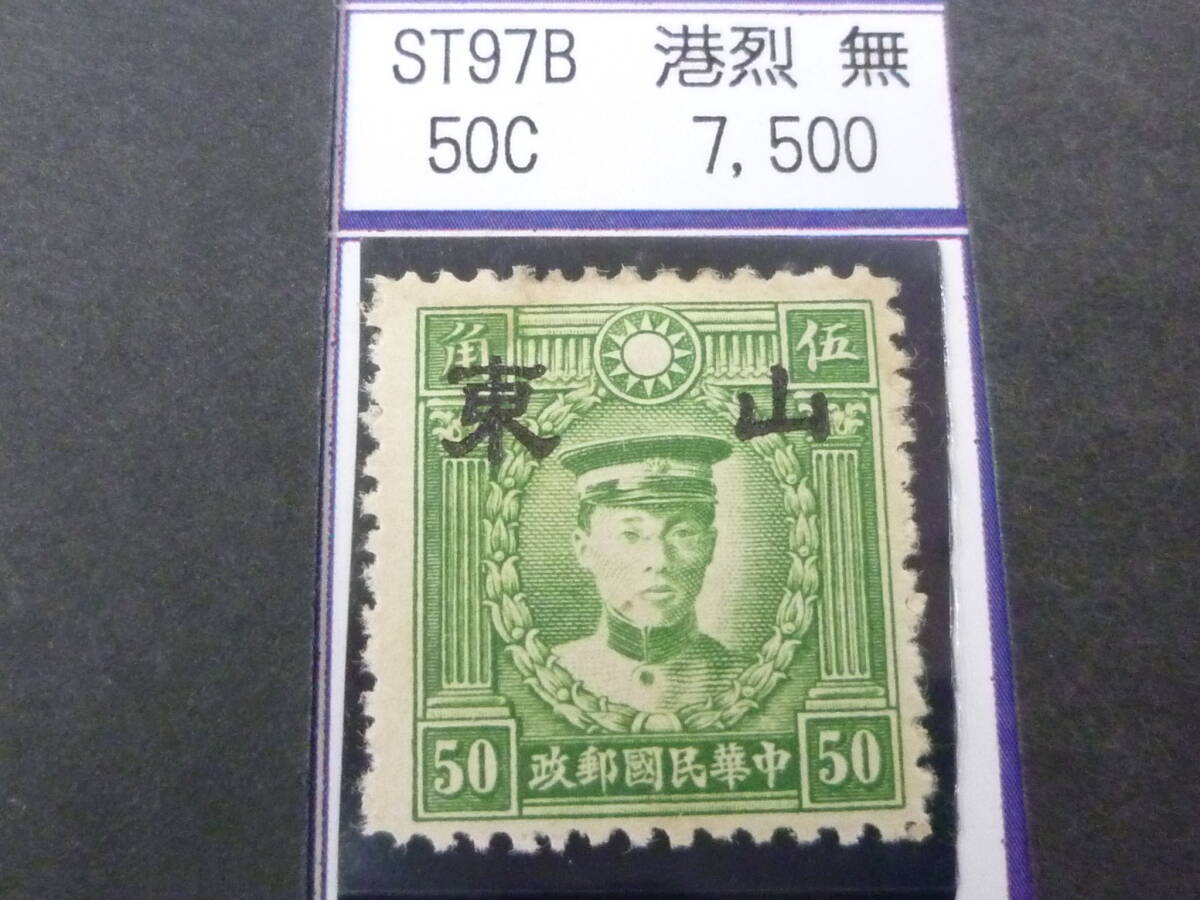 ST97B 港烈 無
50C 7,500
角 伍
東 山
50 政郵國民華中 50